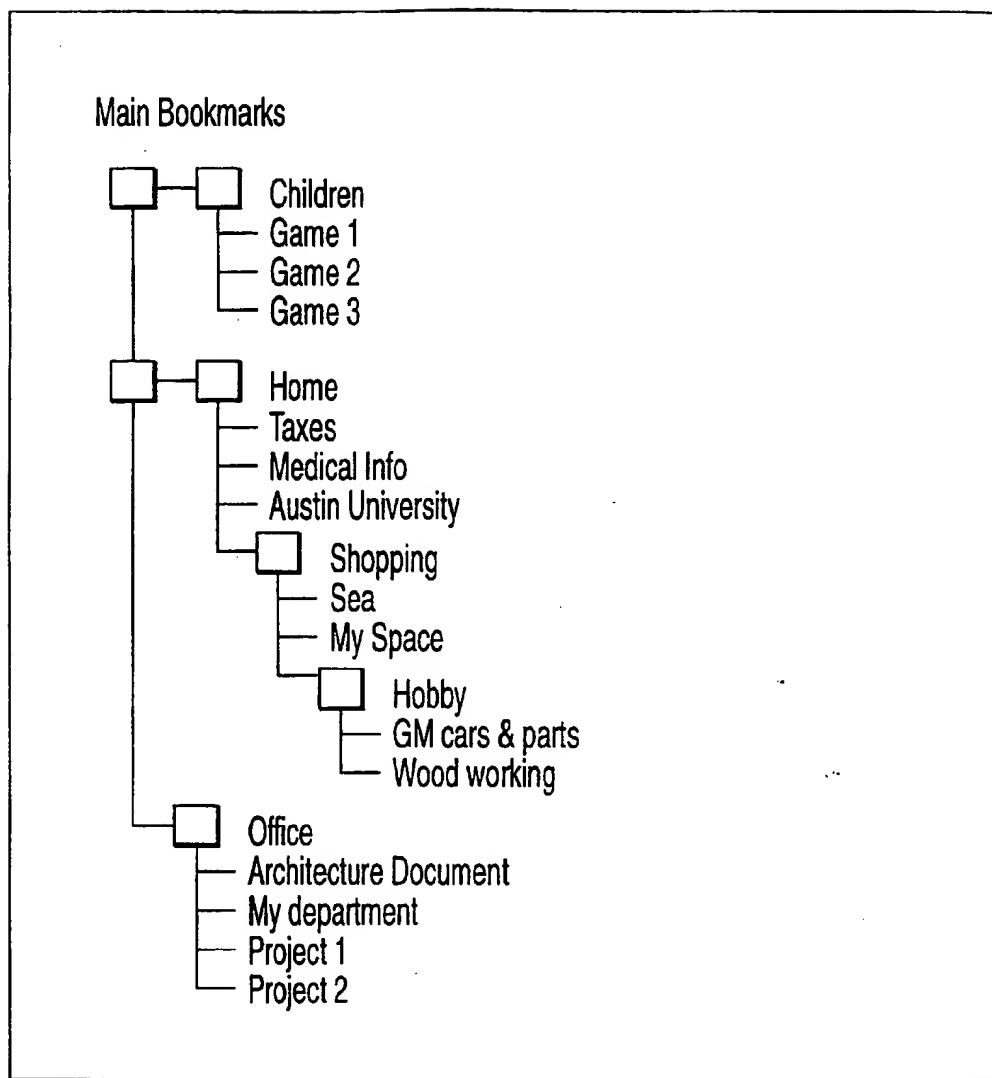 Main Bookmarks
Children
Game 1
Game 2
Game 3
Home
Taxes
Medical Info
Austin University
Shopping
Sea
My Space
Hobby
GM cars & parts
Wood working
Office
Architecture Document
My department
Project 1
Project 2